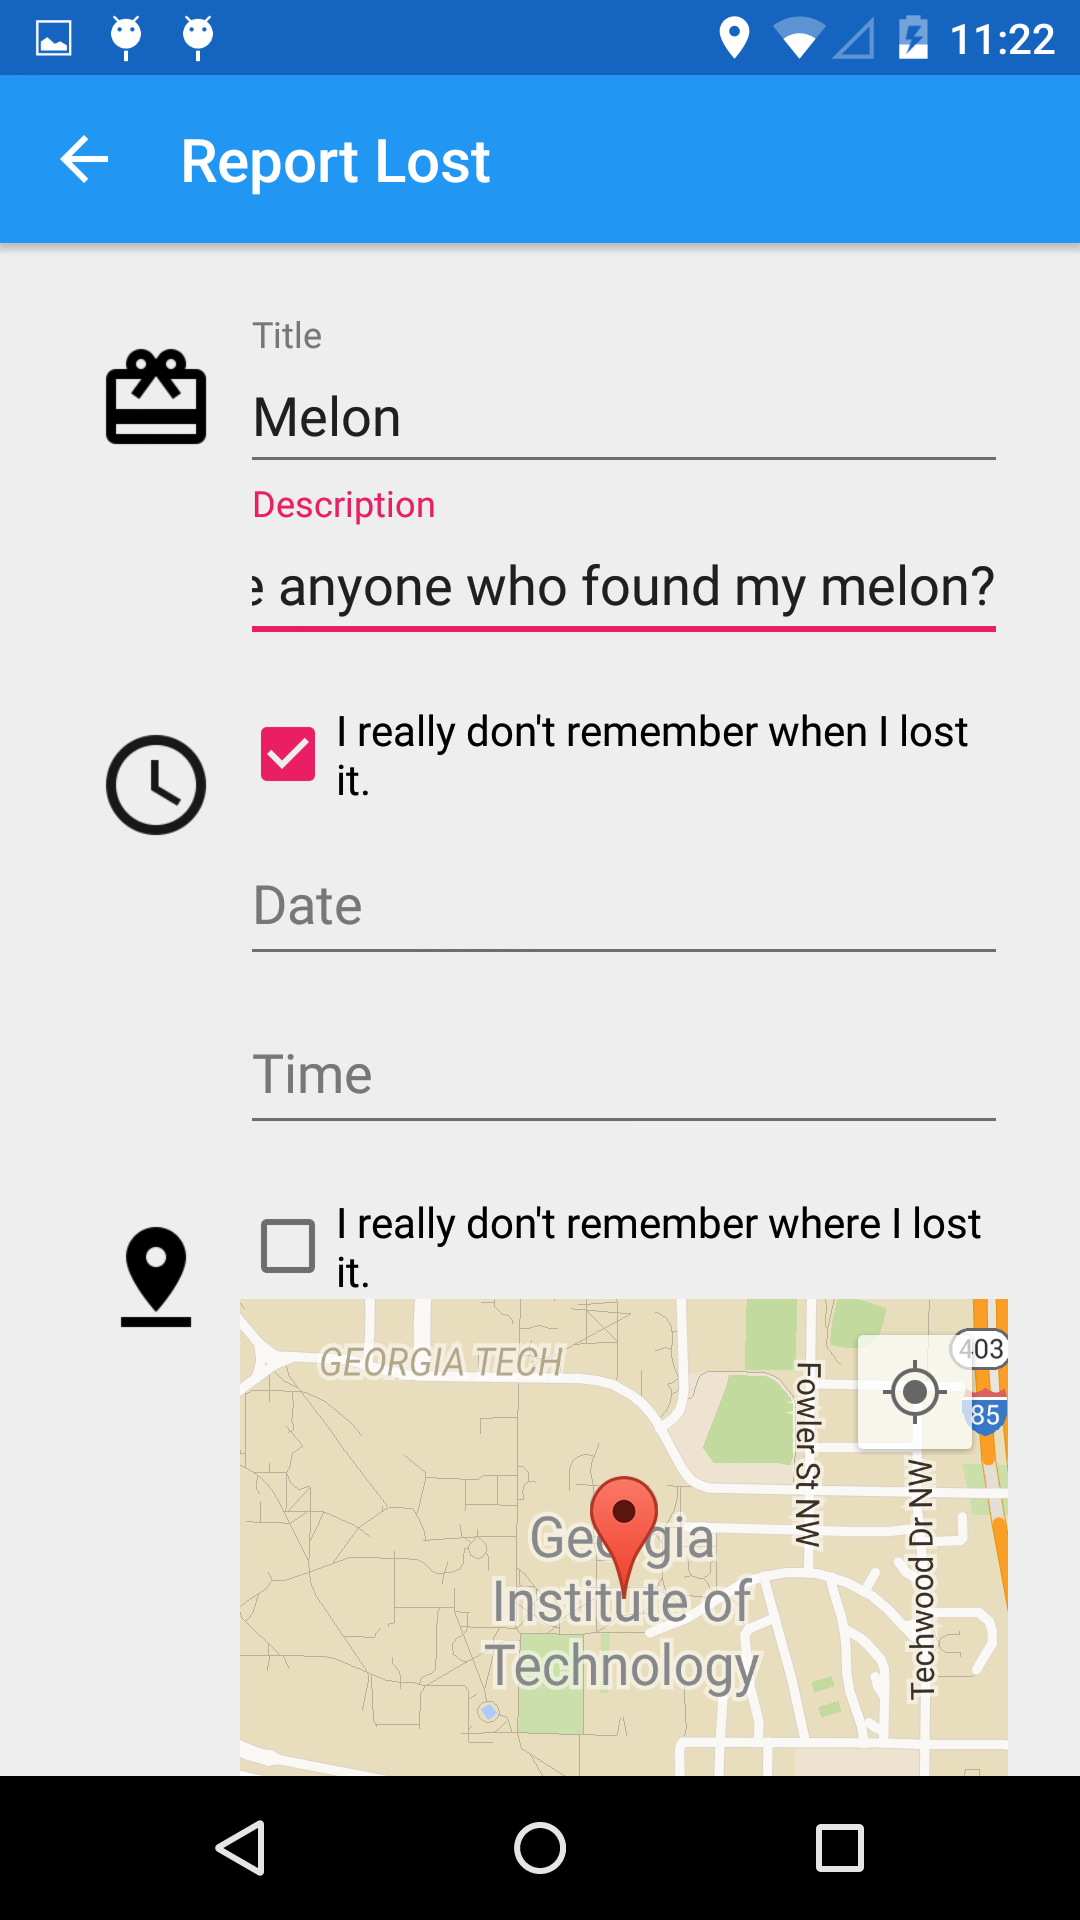 11:22
Report Lost
Title
Melon
Description
anyone who found my melon?
I really don't remember when I lost
it.
Date
Time
I really don't remember where I lost
it.
GEORGIA TECH
403
85
Fowler St NW
Techwood Dr NW
Georgia
Institute of
Technology